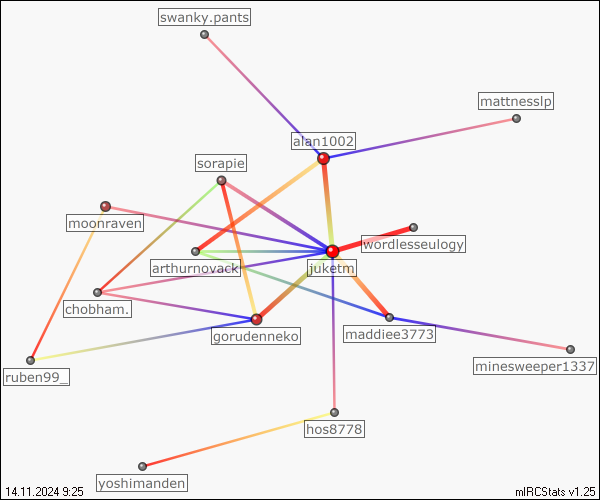 swanky.pants
mattnesslp
alan1002
sorapie
moonraven
wordlesseulogy
arthurnovack
juketm
chobham.
gorudenneko
maddiee3773
minesweeper1337
ruben99_
hos8778
yoshimanden
14.11.2024 9:25
mIRCStats v1.25